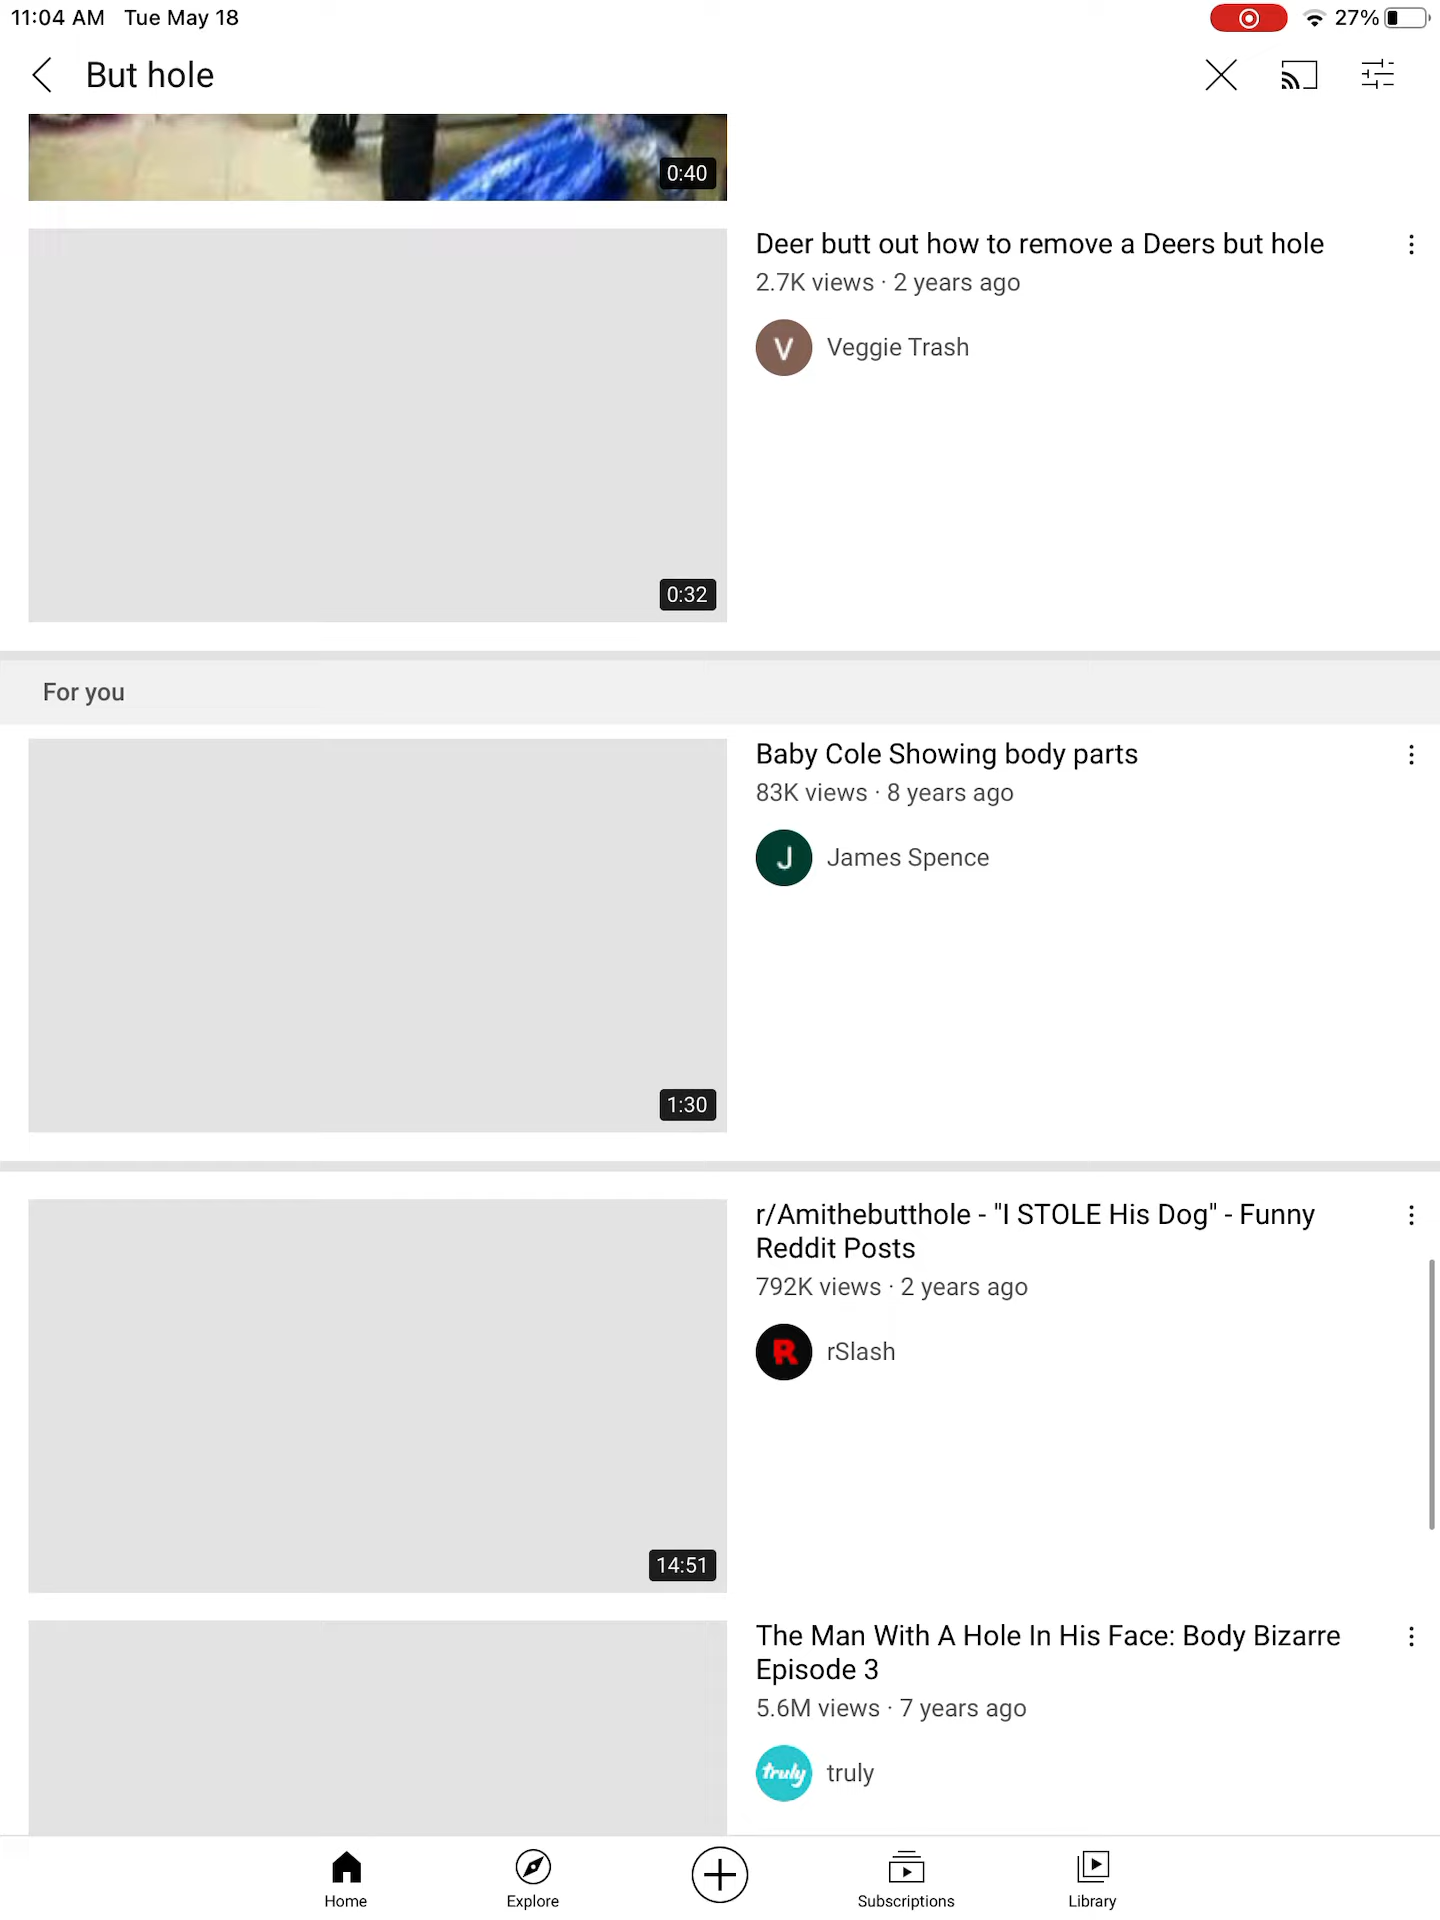 11:04 AM Tue May 18
27%
But hole
0:40
Deer butt out how to remove a Deers but hole
2.7K views · 2 years ago
V
Veggie Trash
0:32
For you
Baby Cole Showing body parts
83K views · 8 years ago
J
James Spence
1:30
r/Amithebutthole - "I STOLE His Dog" - Funny
Reddit Posts
792K views · 2 years ago
R
rSlash
14:51
The Man With A Hole In His Face: Body Bizarre
Episode 3
5.6M views · 7 years ago
truly
truly
Home
Explore
Subscriptions
Library